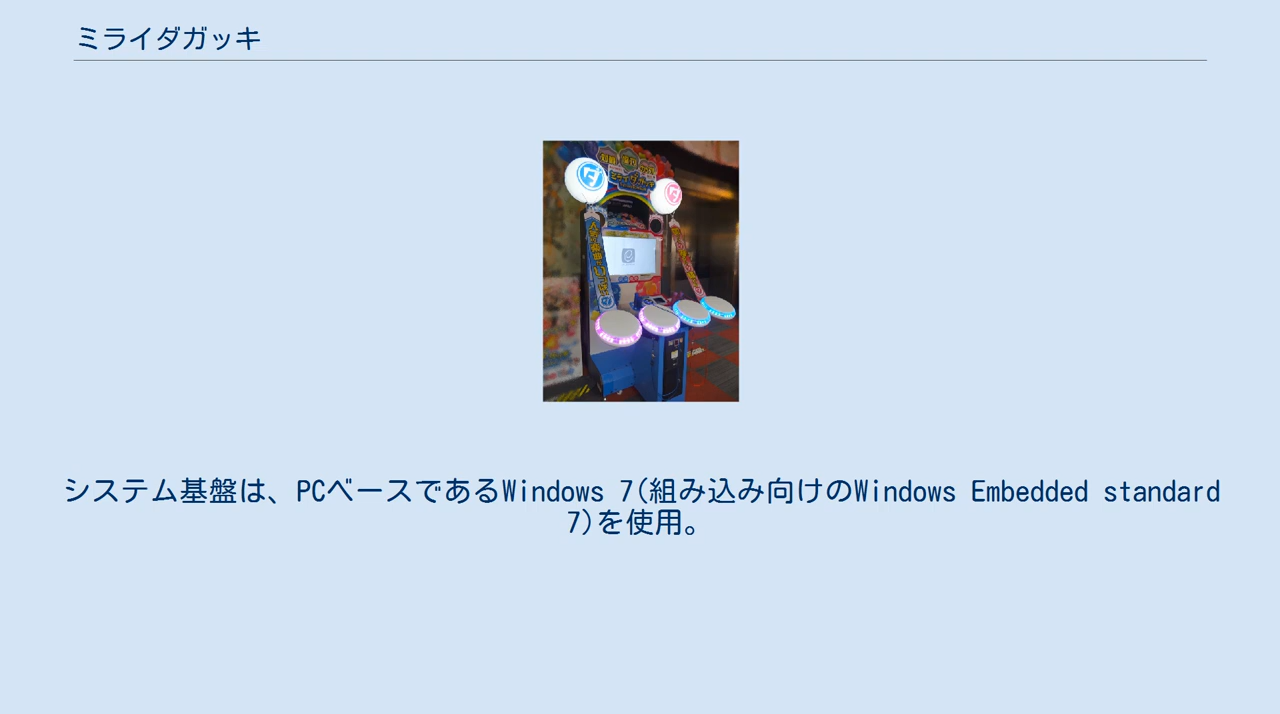 ミライダガッキ
システム基盤は、PCベースであるWindows 7(組み込み向けのWindows Embedded standard
7)を使用。